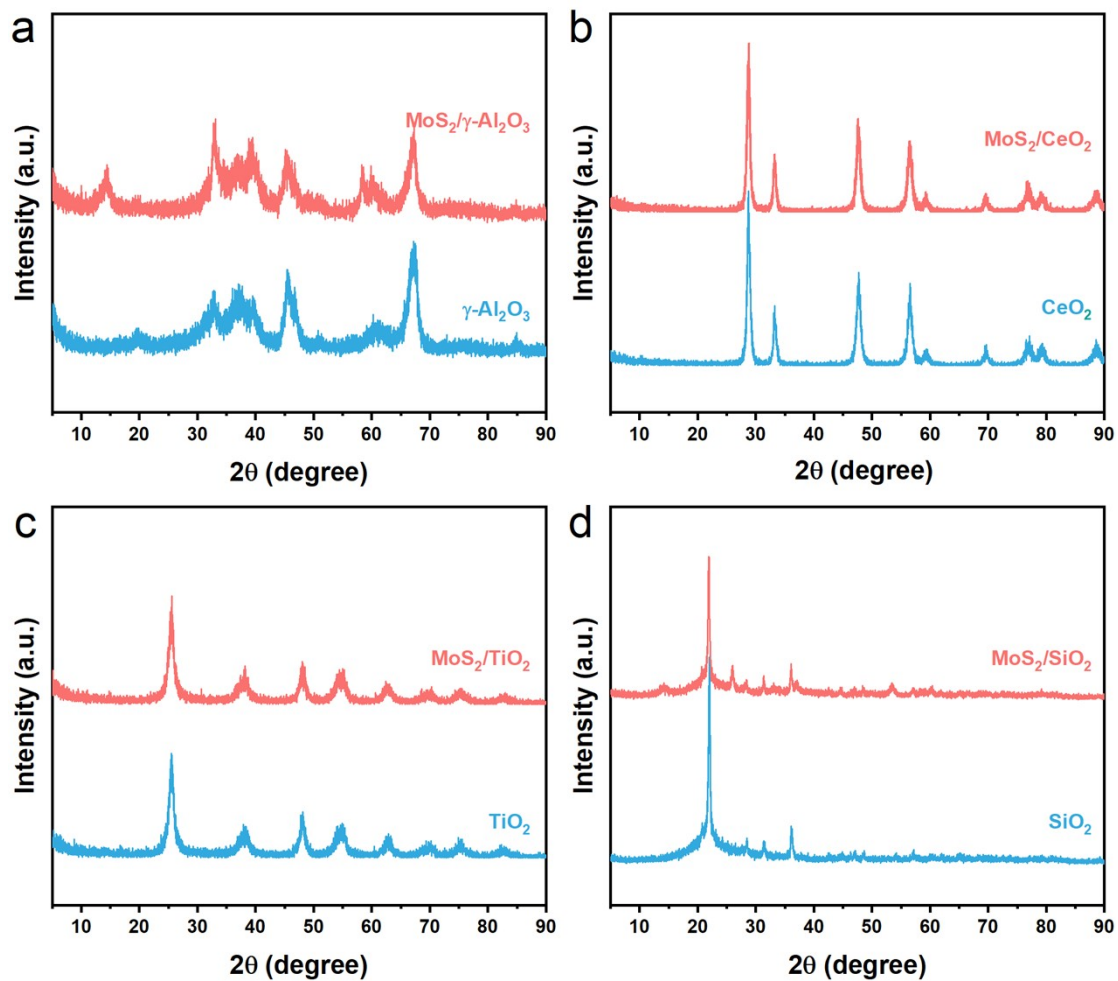 a
MoS₂/γ-Al₂O₃
γ-Al₂O₃
Intensity (a.u.)
10 20 30 40 50 60 70 80 90
2θ (degree)
b
MoS₂/CeO₂
CeO₂
Intensity (a.u.)
10 20 30 40 50 60 70 80 90
2θ (degree)
c
MoS₂/TiO₂
TiO₂
Intensity (a.u.)
10 20 30 40 50 60 70 80 90
2θ (degree)
d
MoS₂/SiO₂
SiO₂
Intensity (a.u.)
10 20 30 40 50 60 70 80 90
2θ (degree)